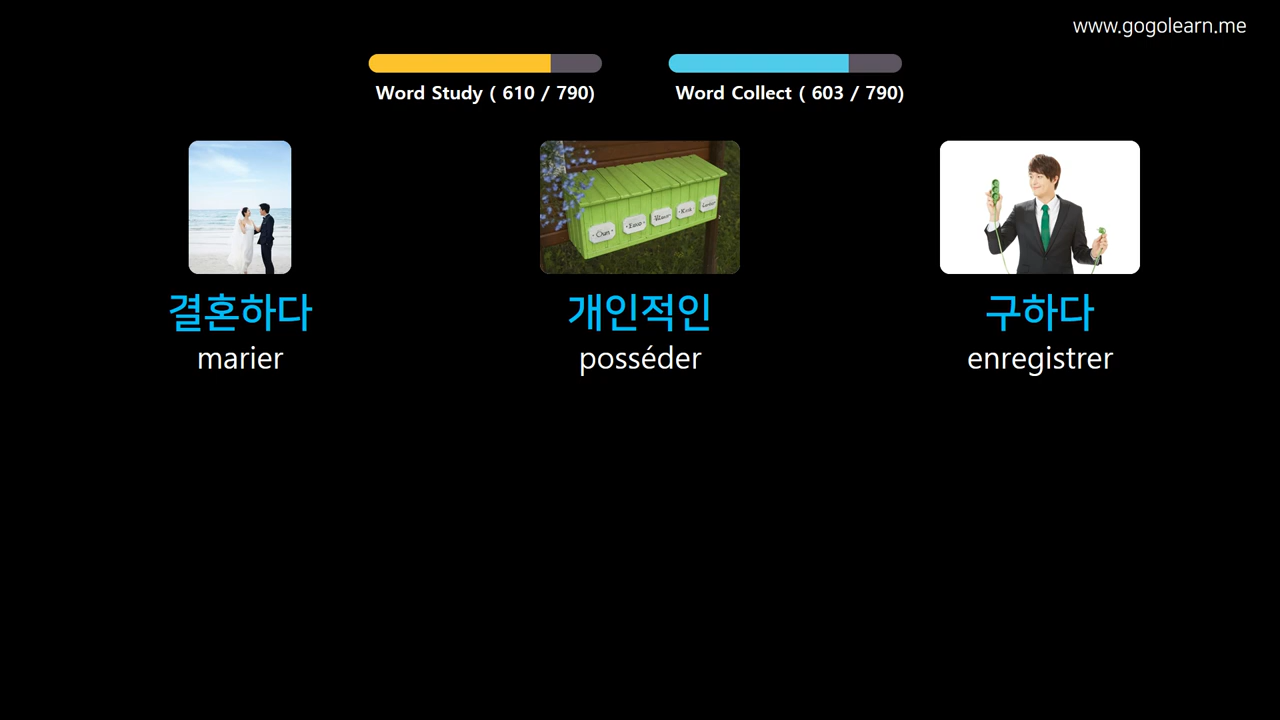 www.gogolearn.me
Word Study ( 610 / 790)
Word Collect ( 603 / 790)
결혼하다
marier
개인적인
posséder
구하다
enregistrer